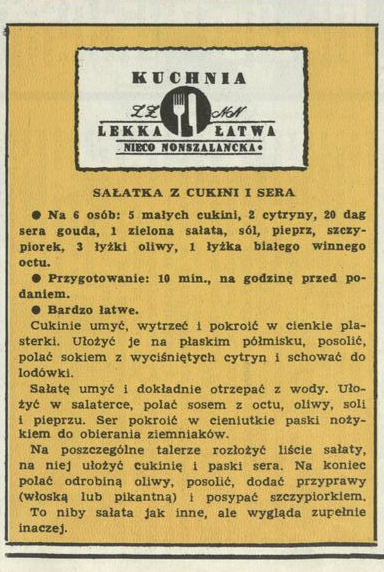 KUCHNIA
ŁŻ NN
LEKKA ŁATWA
NIECO NONSZALANCKA•
SAŁATKA Z CUKINI I SERA
● Na 6 osób: 5 małych cukini, 2 cytryny, 20 dag
sera gouda, 1 zielona sałata, sól, pieprz, szczy-
piorek, 3 łyżki oliwy, 1 łyżka białego winnego
octu.
● Przygotowanie: 10 min., na godzinę przed po-
daniem.
● Bardzo łatwe.
Cukinie umyć, wytrzeć i pokroić w cienkie pla-
sterki. Ułożyć je na płaskim półmisku, posolić,
polać sokiem z wyciśniętych cytryn i schować do
lodówki.
Sałatę umyć i dokładnie otrzepać z wody. Uło-
żyć w salaterce, polać sosem z octu, oliwy, soli
i pieprzu. Ser pokroić w cieniutkie paski noży-
kiem do obierania ziemniaków.
Na poszczególne talerze rozłożyć liście sałaty,
na niej ułożyć cukinię i paski sera. Na koniec
polać odrobiną oliwy, posolić, dodać przyprawy
(włoską lub pikantną) i posypać szczypiorkiem.
To niby sałata jak inne, ale wygląda zupełnie
inaczej.